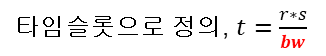 타임슬롯으로 정의, t = r*s / bw